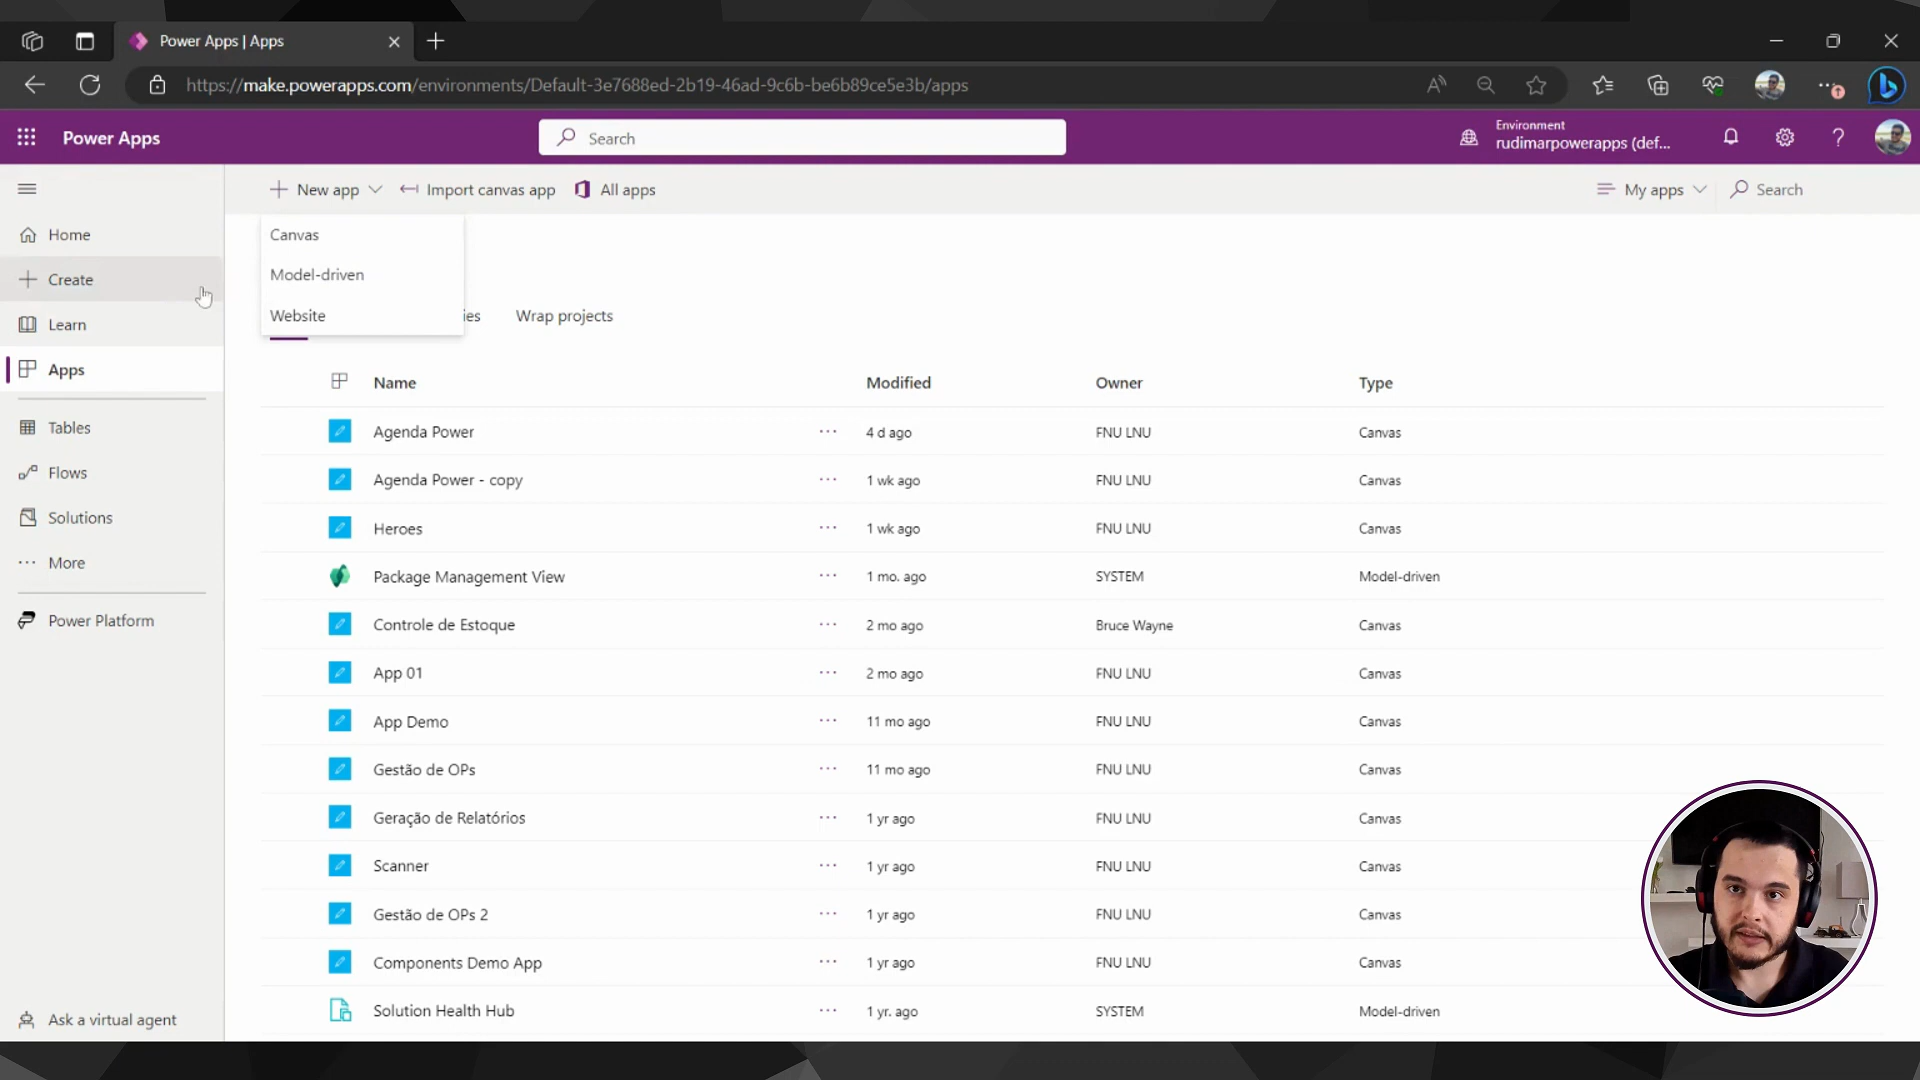 Power Apps | Apps
https://make.powerapps.com/environments/Default-3e7688ed-2b19-46ad-9c6b-be6b89ce5e3b/apps
Power Apps
Search
Environment
rudimarpowerapps (def...
New app
Import canvas app
All apps
My apps
Search
Home
Create
Learn
Apps
Tables
Flows
Solutions
More
Power Platform
Ask a virtual agent
Canvas
Model-driven
Website
ies Wrap projects
Name Modified Owner Type
Agenda Power ... 4 d ago FNU LNU Canvas
Agenda Power - copy ... 1 wk ago FNU LNU Canvas
Heroes ... 1 wk ago FNU LNU Canvas
Package Management View ... 1 mo. ago SYSTEM Model-driven
Controle de Estoque ... 2 mo ago Bruce Wayne Canvas
App 01 ... 2 mo ago FNU LNU Canvas
App Demo ... 11 mo ago FNU LNU Canvas
Gestão de OPs ... 11 mo ago FNU LNU Canvas
Geração de Relatórios ... 1 yr ago FNU LNU Canvas
Scanner ... 1 yr ago FNU LNU Canvas
Gestão de OPs 2 ... 1 yr ago FNU LNU Canvas
Components Demo App ... 1 yr ago FNU LNU Canvas
Solution Health Hub ... 1 yr. ago SYSTEM Model-driven